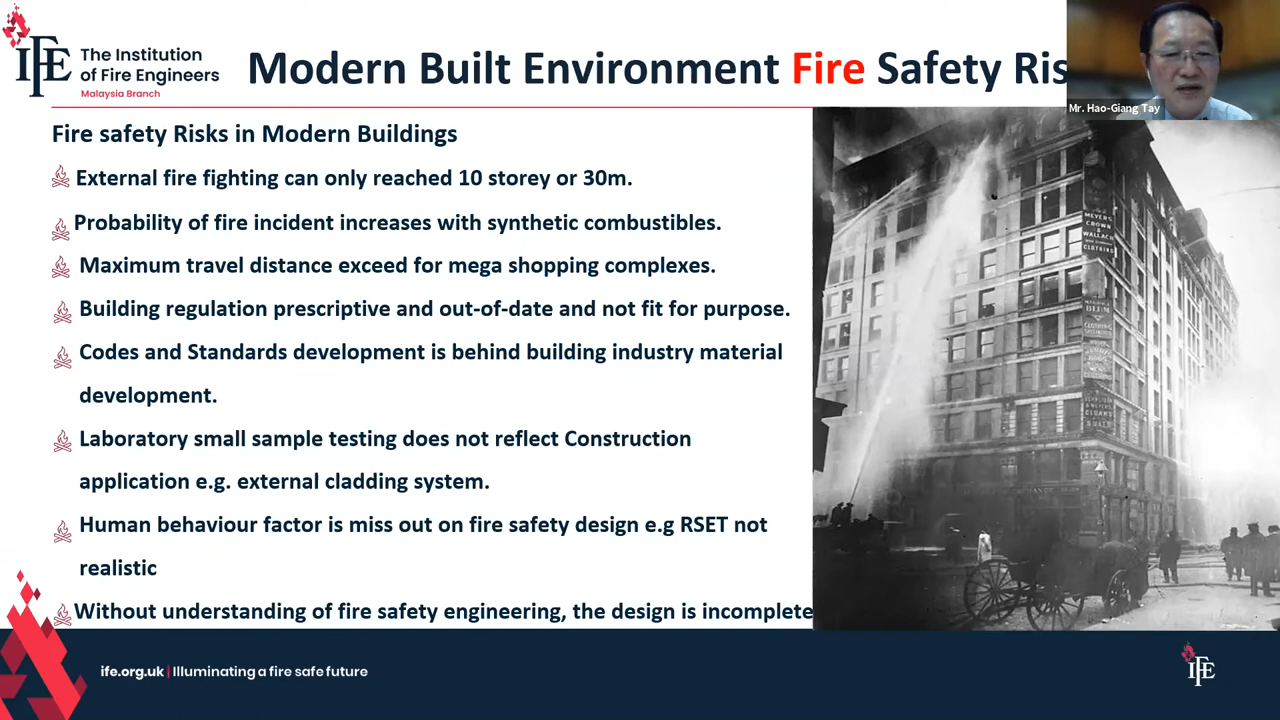 IFE
The Institution
of Fire Engineers
Malaysia Branch
Modern Built Environment Fire Safety Ris
Mr. Hao-Giang Tay
Fire safety Risks in Modern Buildings
External fire fighting can only reached 10 storey or 30m.
Probability of fire incident increases with synthetic combustibles.
Maximum travel distance exceed for mega shopping complexes.
Building regulation prescriptive and out-of-date and not fit for purpose.
Codes and Standards development is behind building industry material
development.
Laboratory small sample testing does not reflect Construction
application e.g. external cladding system.
Human behaviour factor is miss out on fire safety design e.g RSET not
realistic
Without understanding of fire safety engineering, the design is incomplete
MEYERS
CROWN &
WALLACH
CLOTHING
ife.org.uk | Illuminating a fire safe future
IFE